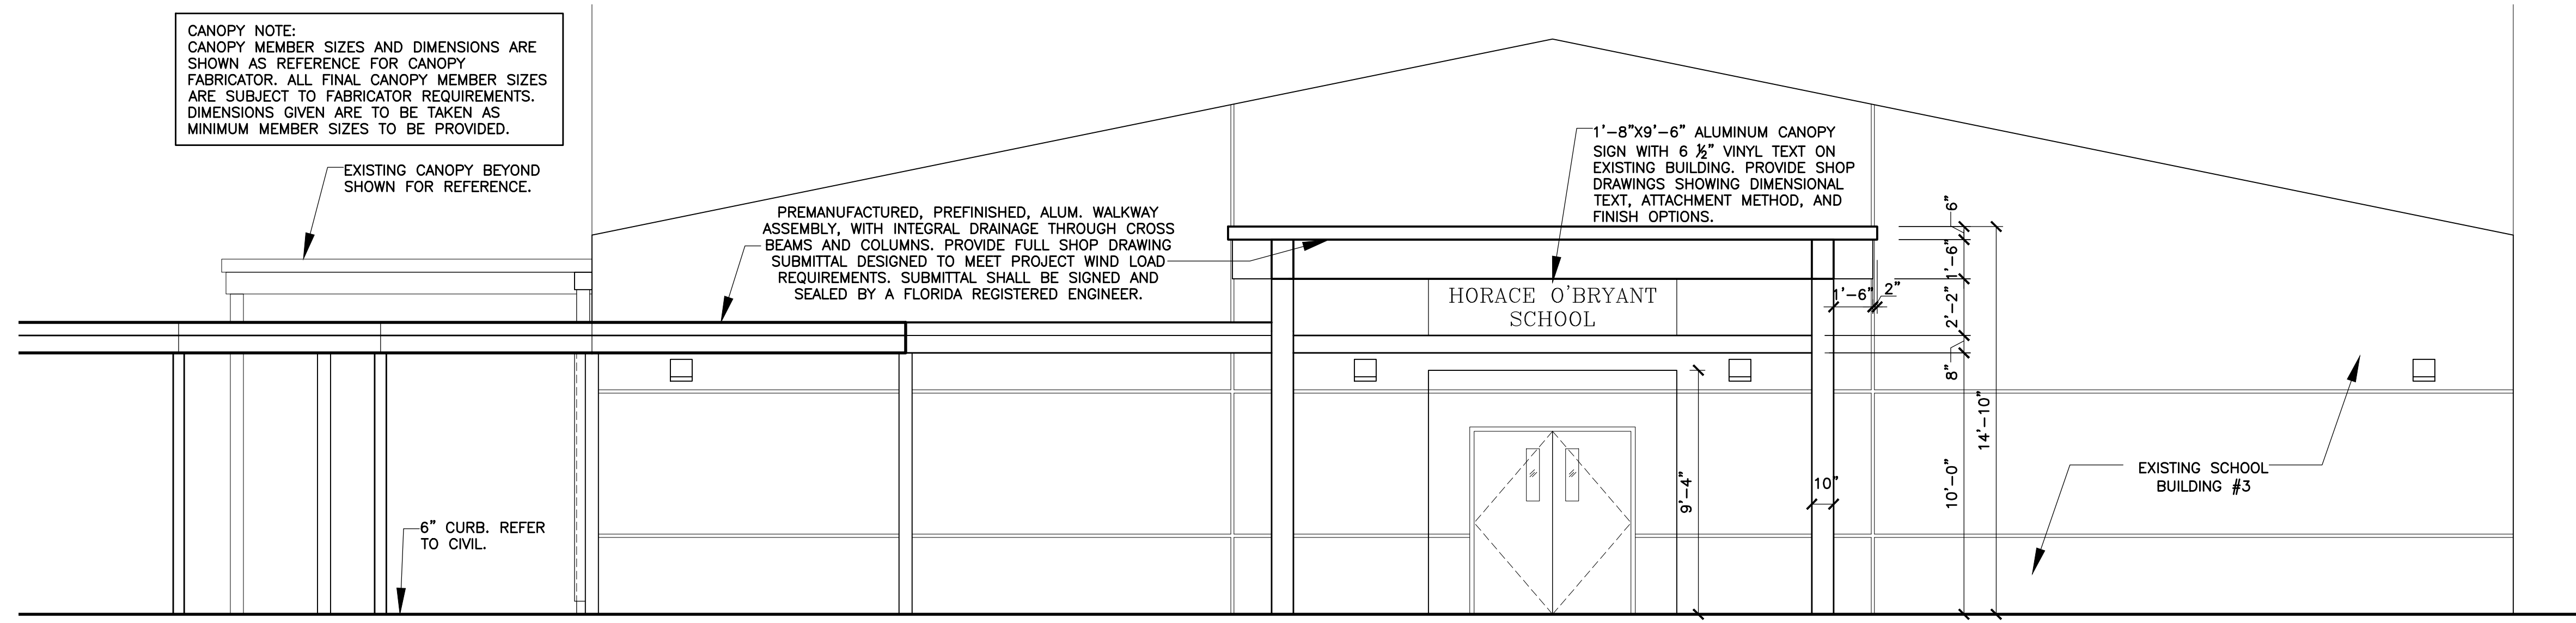 CANOPY NOTE:
CANOPY MEMBER SIZES AND DIMENSIONS ARE
SHOWN AS REFERENCE FOR CANOPY
FABRICATOR. ALL FINAL CANOPY MEMBER SIZES
ARE SUBJECT TO FABRICATOR REQUIREMENTS.
DIMENSIONS GIVEN ARE TO BE TAKEN AS
MINIMUM MEMBER SIZES TO BE PROVIDED.
EXISTING CANOPY BEYOND
SHOWN FOR REFERENCE.
PREMANUFACTURED, PREFINISHED, ALUM. WALKWAY
ASSEMBLY, WITH INTEGRAL DRAINAGE THROUGH CROSS
BEAMS AND COLUMNS. PROVIDE FULL SHOP DRAWING
SUBMITTAL DESIGNED TO MEET PROJECT WIND LOAD
REQUIREMENTS. SUBMITTAL SHALL BE SIGNED AND
SEALED BY A FLORIDA REGISTERED ENGINEER.
1'-8"X9'-6" ALUMINUM CANOPY
SIGN WITH 6 ½" VINYL TEXT ON
EXISTING BUILDING. PROVIDE SHOP
DRAWINGS SHOWING DIMENSIONAL
TEXT, ATTACHMENT METHOD, AND
FINISH OPTIONS.
HORACE O'BRYANT
SCHOOL
1'-6"
2"
6"
1'-6"
2'-2"
8"
14'-10"
10'-0"
9'-4"
10"
EXISTING SCHOOL
BUILDING #3
6" CURB. REFER
TO CIVIL.